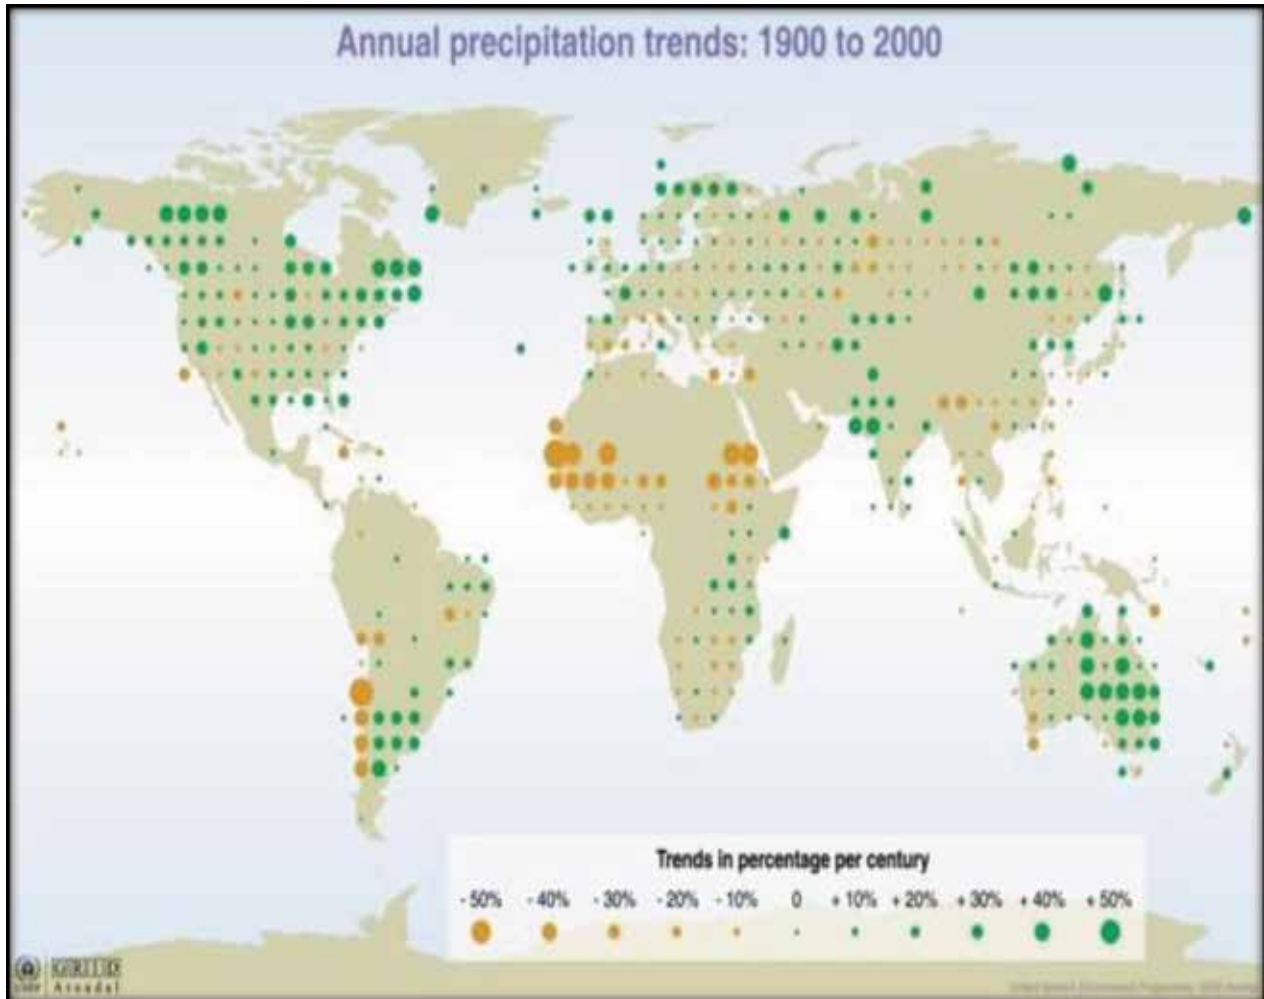 Annual precipitation trends: 1900 to 2000
Trends in percentage per century
- 50% - 40% - 30% - 20% - 10% 0 + 10% + 20% + 30% + 40% + 50%
UNEP
GRID
Arendal